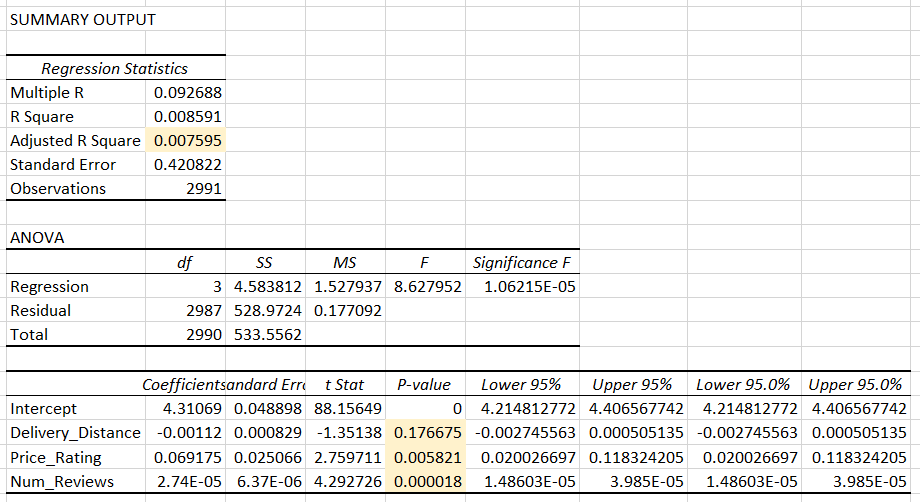 SUMMARY OUTPUT
Regression Statistics
Multiple R 0.092688
R Square 0.008591
Adjusted R Square 0.007595
Standard Error 0.420822
Observations 2991
ANOVA
df SS MS F Significance F
Regression 3 4.583812 1.527937 8.627952 1.06215E-05
Residual 2987 528.9724 0.177092
Total 2990 533.5562
Coefficients andard Erro t Stat P-value Lower 95% Upper 95% Lower 95.0% Upper 95.0%
Intercept 4.31069 0.048898 88.15649 0 4.214812772 4.406567742 4.214812772 4.406567742
Delivery_Distance -0.00112 0.000829 -1.35138 0.176675 -0.002745563 0.000505135 -0.002745563 0.000505135
Price_Rating 0.069175 0.025066 2.759711 0.005821 0.020026697 0.118324205 0.020026697 0.118324205
Num_Reviews 2.74E-05 6.37E-06 4.292726 0.000018 1.48603E-05 3.985E-05 1.48603E-05 3.985E-05